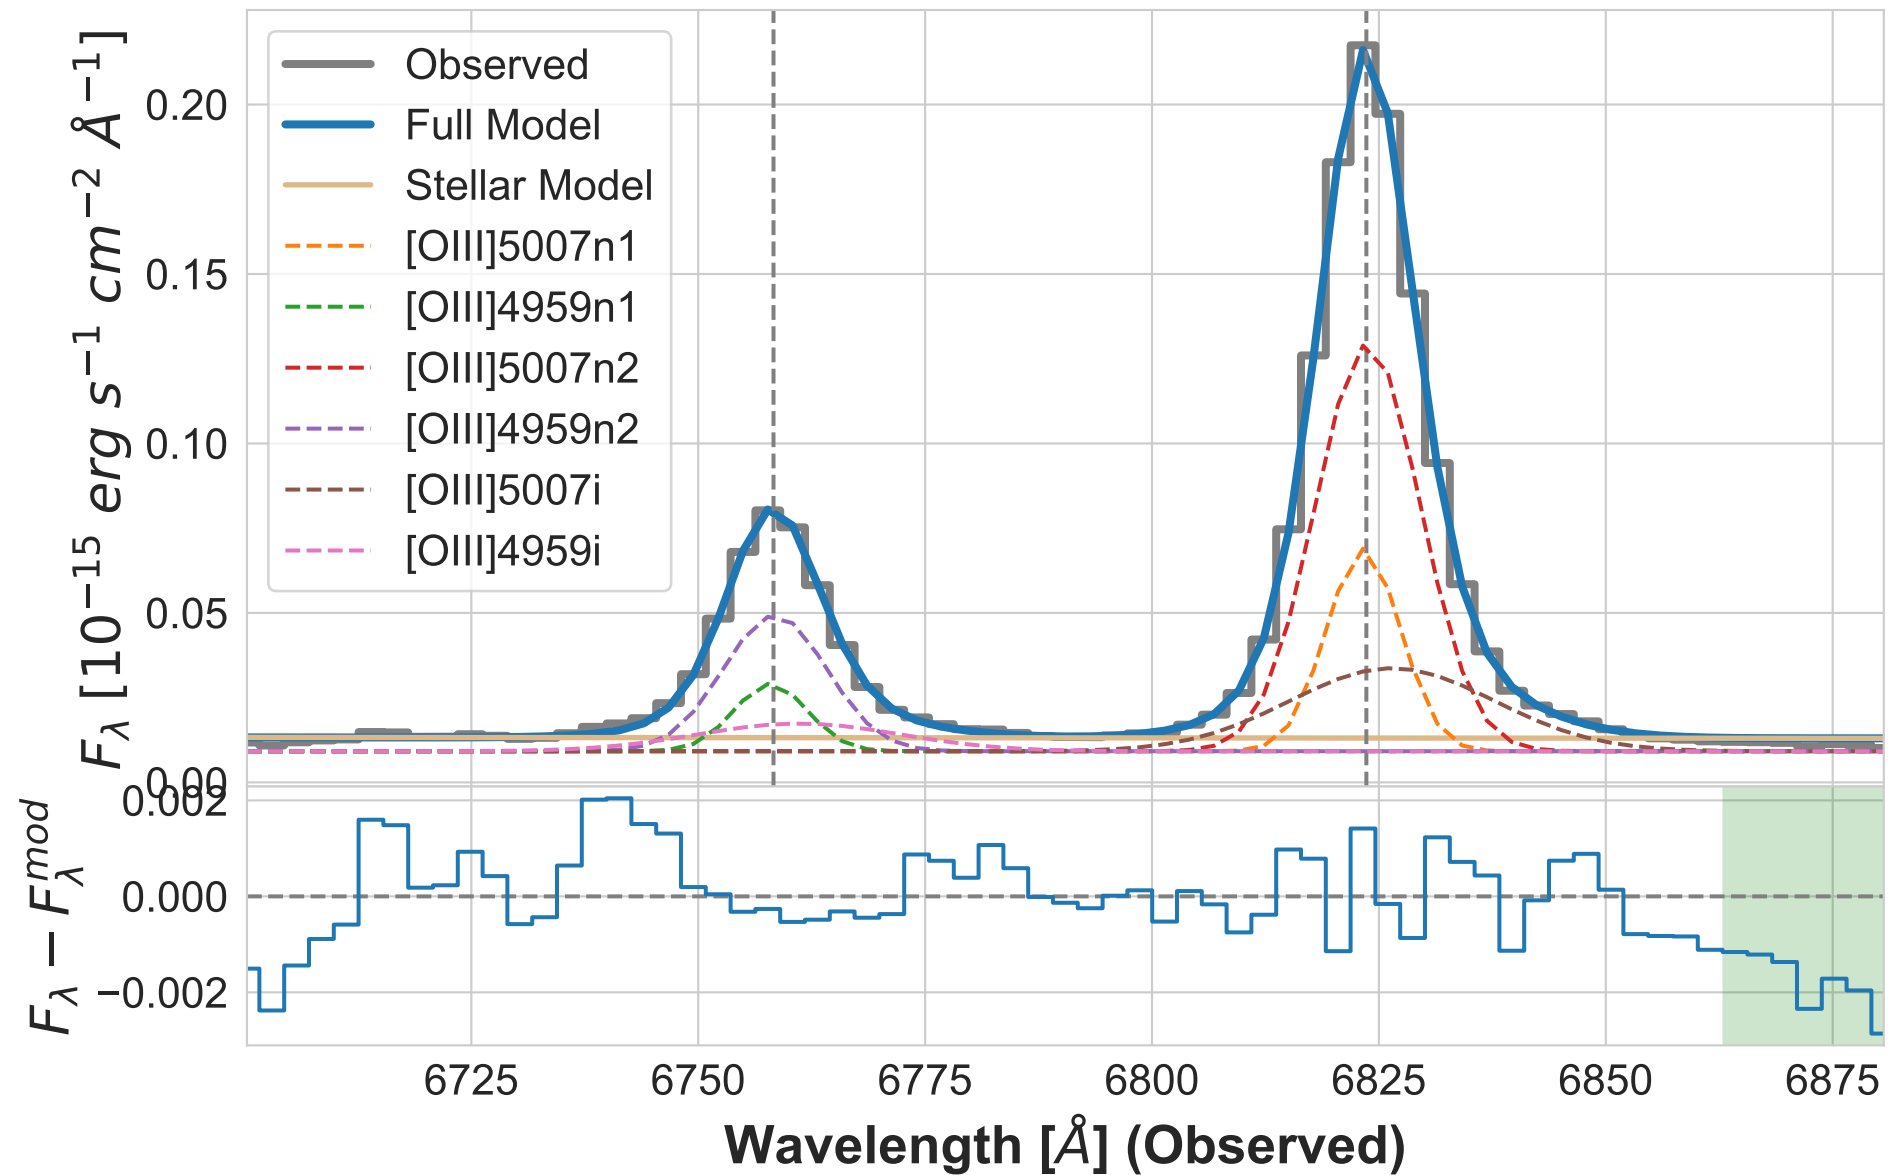 F_λ [10^−15 erg s^−1 cm^−2 Å^−1]
0.20
0.15
0.10
0.05
0.00
Observed
Full Model
Stellar Model
[OIII]5007n1
[OIII]4959n1
[OIII]5007n2
[OIII]4959n2
[OIII]5007i
[OIII]4959i
F_λ − F_λ^mod
0.002
0.000
−0.002
6725 6750 6775 6800 6825 6850 6875
Wavelength [Å] (Observed)